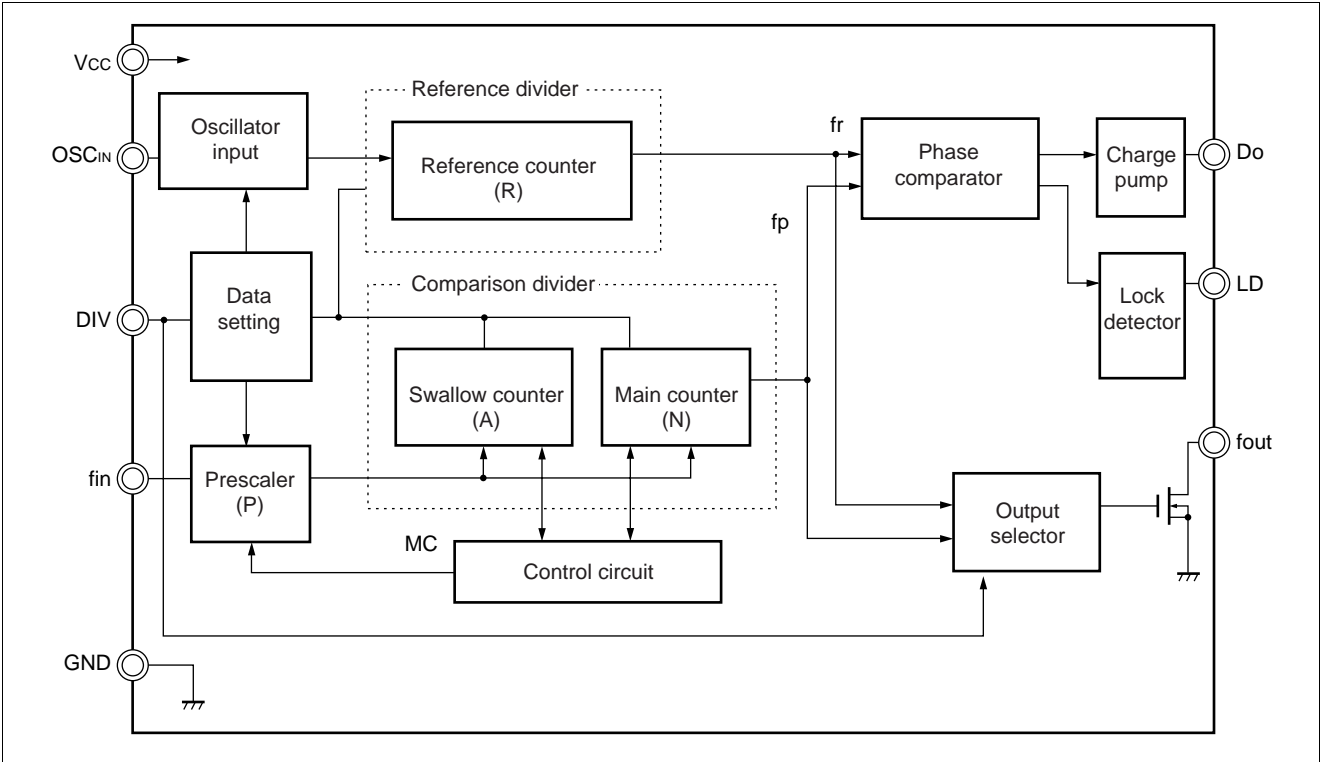 Vcc
OSCIN
DIV
fin
GND
Oscillator
input
Reference divider
Reference counter
(R)
fr
Phase
comparator
Charge
pump
Do
fp
Data
setting
Comparison divider
Swallow counter
(A)
Main counter
(N)
Lock
detector
LD
Prescaler
(P)
MC
Control circuit
Output
selector
fout